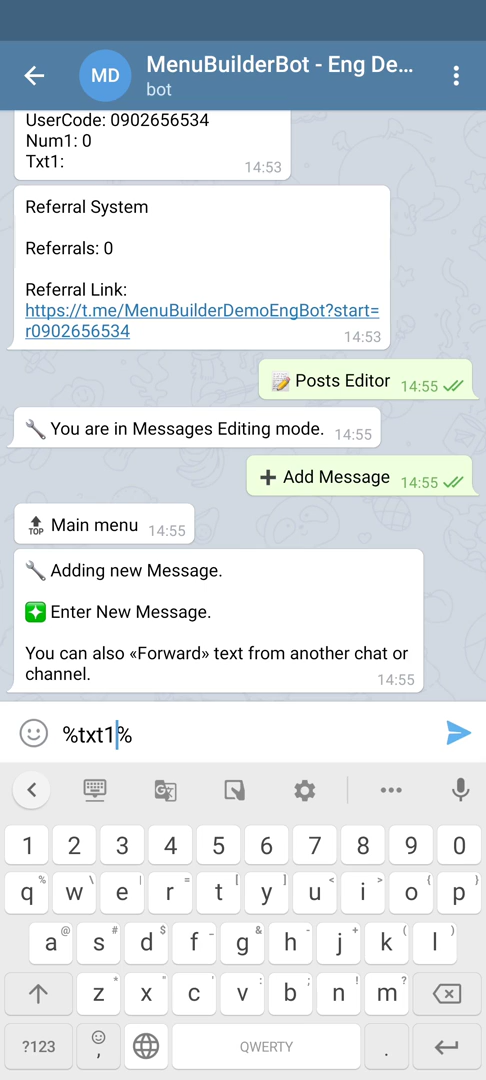 MD
MenuBuilderBot - Eng De...
bot
UserCode: 0902656534
Num1: 0
Txt1:
14:53
Referral System
Referrals: 0
Referral Link:
https://t.me/MenuBuilderDemoEngBot?start=
r0902656534
14:53
Posts Editor 14:55
You are in Messages Editing mode. 14:55
Add Message 14:55
TOP Main menu 14:55
Adding new Message.
Enter New Message.
You can also «Forward» text from another chat or
channel.
14:55
%txt1%
1 2 3 4 5 6 7 8 9 0
q % w \ e | r = t [ y ] u < i > o { p }
a @ s # d $ f _ g & h - j + k ( l )
z * x " c ' v : b ; n ! m ?
?123 , QWERTY .